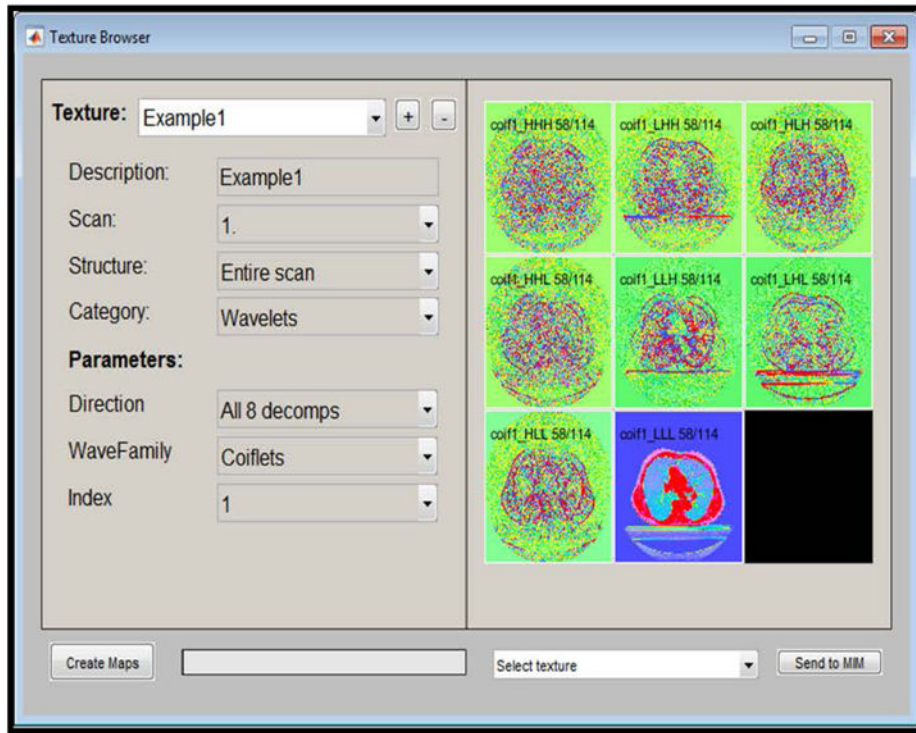 Texture Browser
Texture: Example1 + -
Description: Example1
Scan: 1.
Structure: Entire scan
Category: Wavelets
Parameters:
Direction All 8 decomps
WaveFamily Coiflets
Index 1
coif1_HHH 58/114 coif1_LHH 58/114 coif1_HLH 58/114
coif1_HHL 58/114 coif1_LLH 58/114 coif1_LHL 58/114
coif1_HLL 58/114 coif1_LLL 58/114
Create Maps Select texture Send to MIM